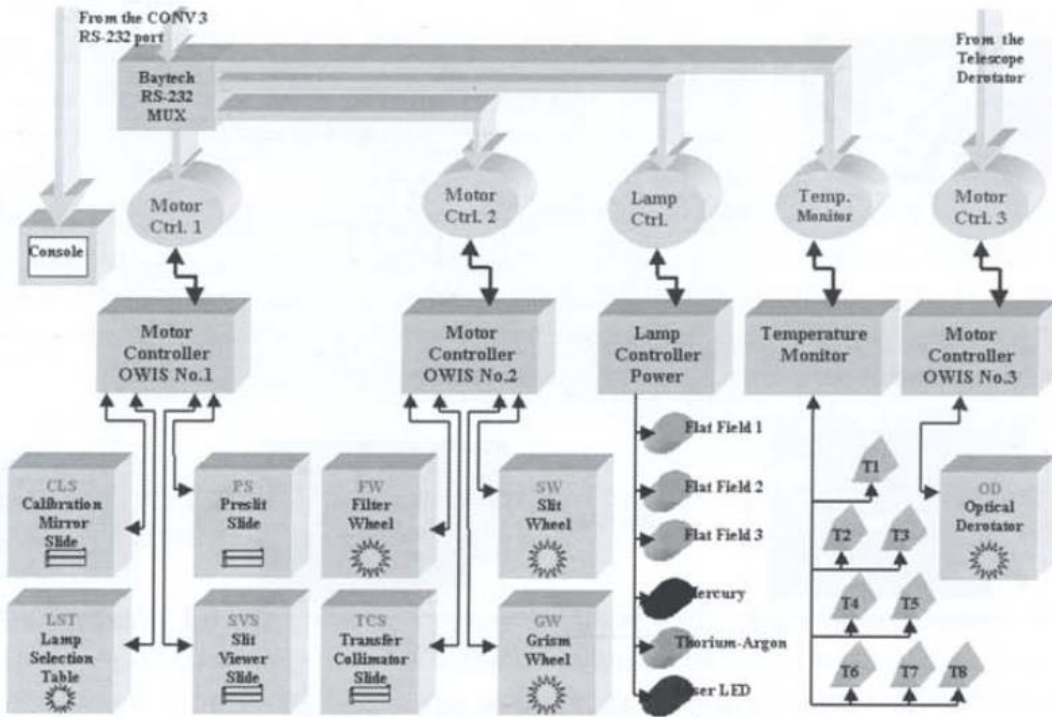 From the CONV3
RS-232 port
Baytech
RS-232
MUX
From the
Telescope
Derotator
Console
Motor
Ctrl. 1
Motor
Ctrl. 2
Lamp
Ctrl.
Temp.
Monitor
Motor
Ctrl. 3
Motor
Controller
OWIS No.1
Motor
Controller
OWIS No.2
Lamp
Controller
Power
Temperature
Monitor
Motor
Controller
OWIS No.3
CLS
Calibration
Mirror
Slide
PS
Preslit
Slide
FW
Filter
Wheel
SW
Slit
Wheel
LST
Lamp
Selection
Table
SVS
Slit
Viewer
Slide
TCS
Transfer
Collimator
Slide
GW
Grism
Wheel
Flat Field 1
Flat Field 2
Flat Field 3
Mercury
Thorium-Argon
LED
T1
T2 T3
T4 T5
T6 T7 T8
OD
Optical
Derotator